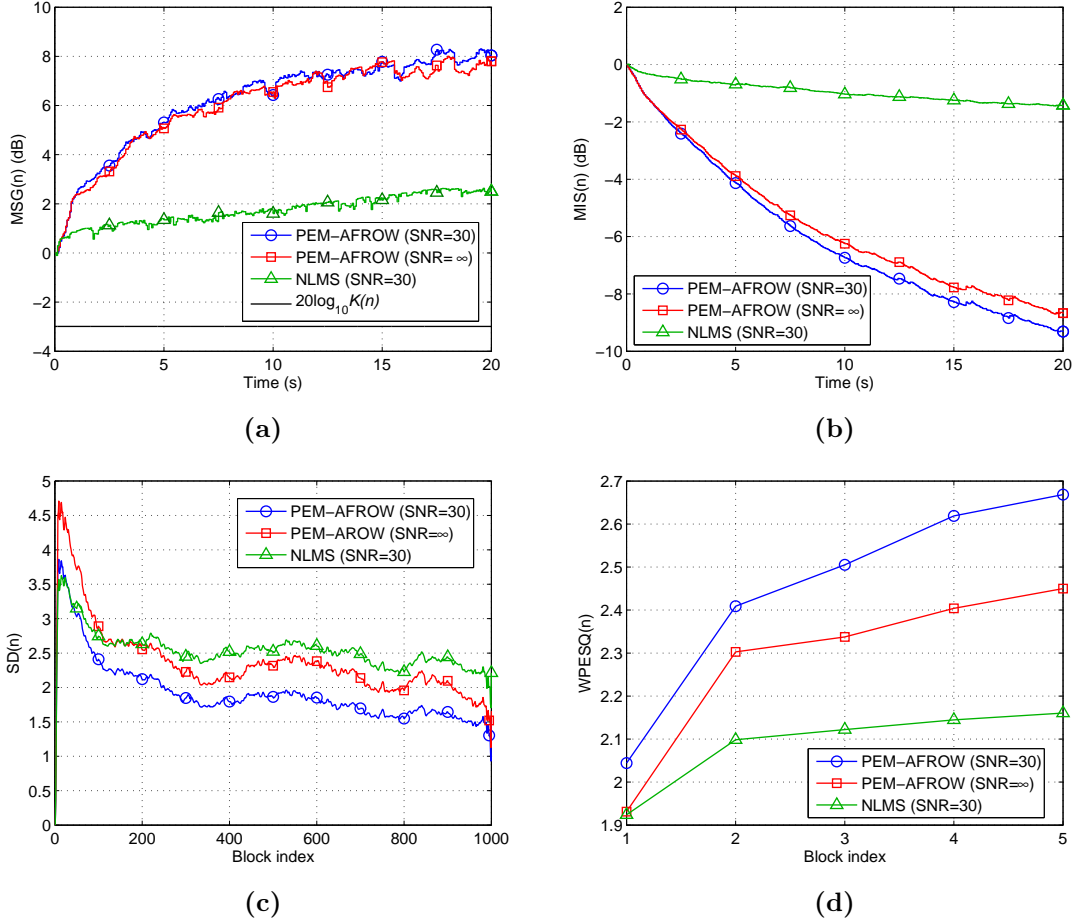 8
6
4
2
0
−2
−4
MSG(n) (dB)
0 5 10 15 20
Time (s)
PEM−AFROW (SNR=30)
PEM−AFROW (SNR= ∞)
NLMS (SNR=30)
20log10K(n)
(a)
0
−2
−4
−6
−8
−10
MIS(n) (dB)
0 5 10 15 20
Time (s)
PEM−AFROW (SNR=30)
PEM−AFROW (SNR=∞)
NLMS (SNR=30)
(b)
5
4.5
4
3.5
3
2.5
2
1.5
1
0.5
0
SD(n)
0 200 400 600 800 1000
Block index
PEM−AFROW (SNR=30)
PEM−AROW (SNR=∞)
NLMS (SNR=30)
(c)
2.7
2.6
2.5
2.4
2.3
2.2
2.1
2
1.9
WPESQ(n)
1 2 3 4 5
Block index
PEM−AFROW (SNR=30)
PEM−AFROW (SNR=∞)
NLMS (SNR=30)
(d)